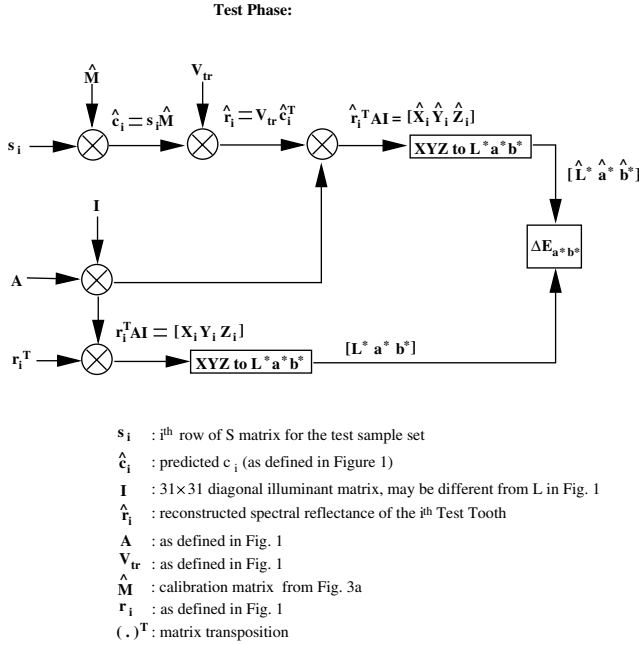 Test Phase:
M̂
V_tr
ĉ_i = s_i M̂
r̂_i = V_tr ĉ_i^T
r̂_i^T AI = [X̂_i Ŷ_i Ẑ_i]
s_i
XYZ to L*a*b*
[L̂* â* b̂*]
I
ΔE_a*b*
A
r_i^T AI = [X_i Y_i Z_i]
[L* a* b*]
r_i^T
XYZ to L*a*b*
s_i : i^th row of S matrix for the test sample set
ĉ_i : predicted c_i (as defined in Figure 1)
I : 31×31 diagonal illuminant matrix, may be different from L in Fig. 1
r̂_i : reconstructed spectral reflectance of the i^th Test Tooth
A : as defined in Fig. 1
V_tr : as defined in Fig. 1
M̂ : calibration matrix from Fig. 3a
r_i : as defined in Fig. 1
(.)^T : matrix transposition